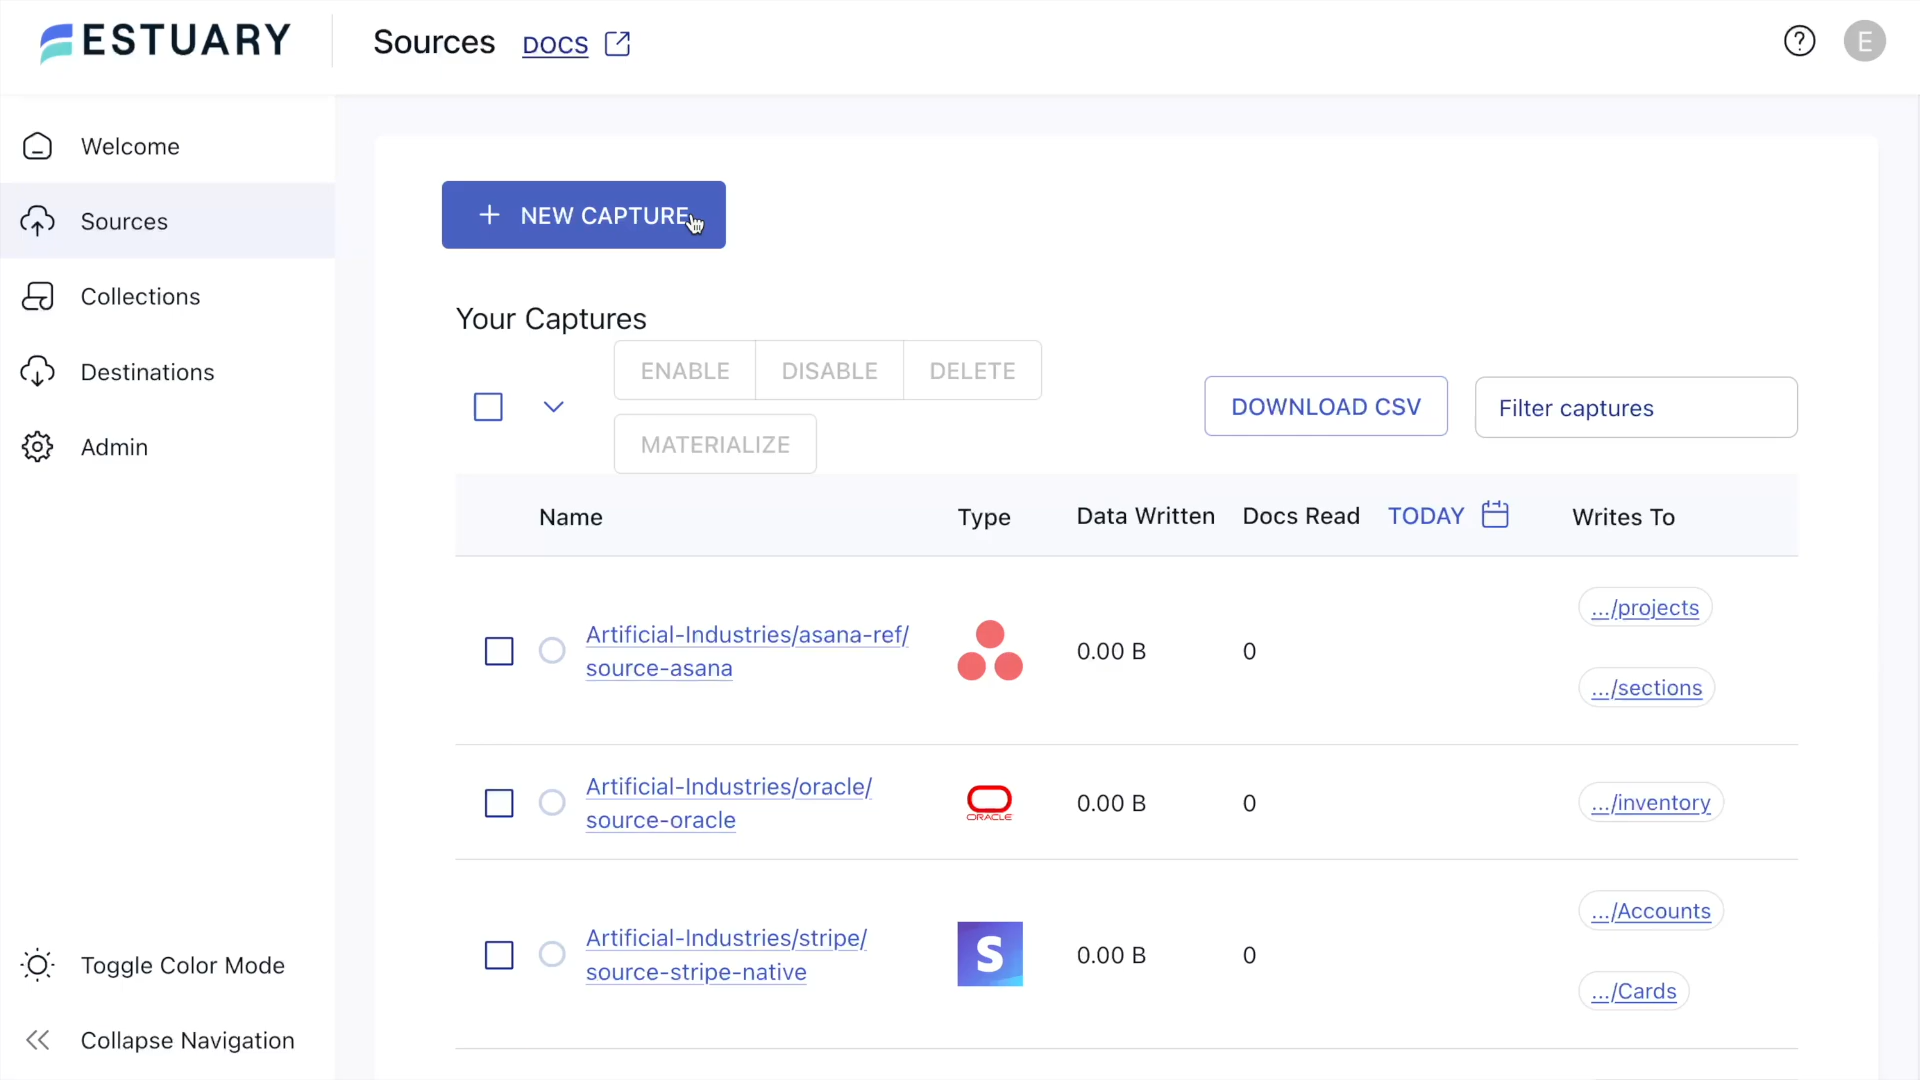 ESTUARY
Sources
DOCS
E
Welcome
Sources
Collections
Destinations
Admin
Toggle Color Mode
Collapse Navigation
NEW CAPTURE
Your Captures
ENABLE
DISABLE
DELETE
MATERIALIZE
DOWNLOAD CSV
Filter captures
Name
Type
Data Written
Docs Read
TODAY
Writes To
Artificial-Industries/asana-ref/
source-asana
0.00 B
0
.../projects
.../sections
Artificial-Industries/oracle/
source-oracle
ORACLE
0.00 B
0
.../inventory
Artificial-Industries/stripe/
source-stripe-native
S
0.00 B
0
.../Accounts
.../Cards